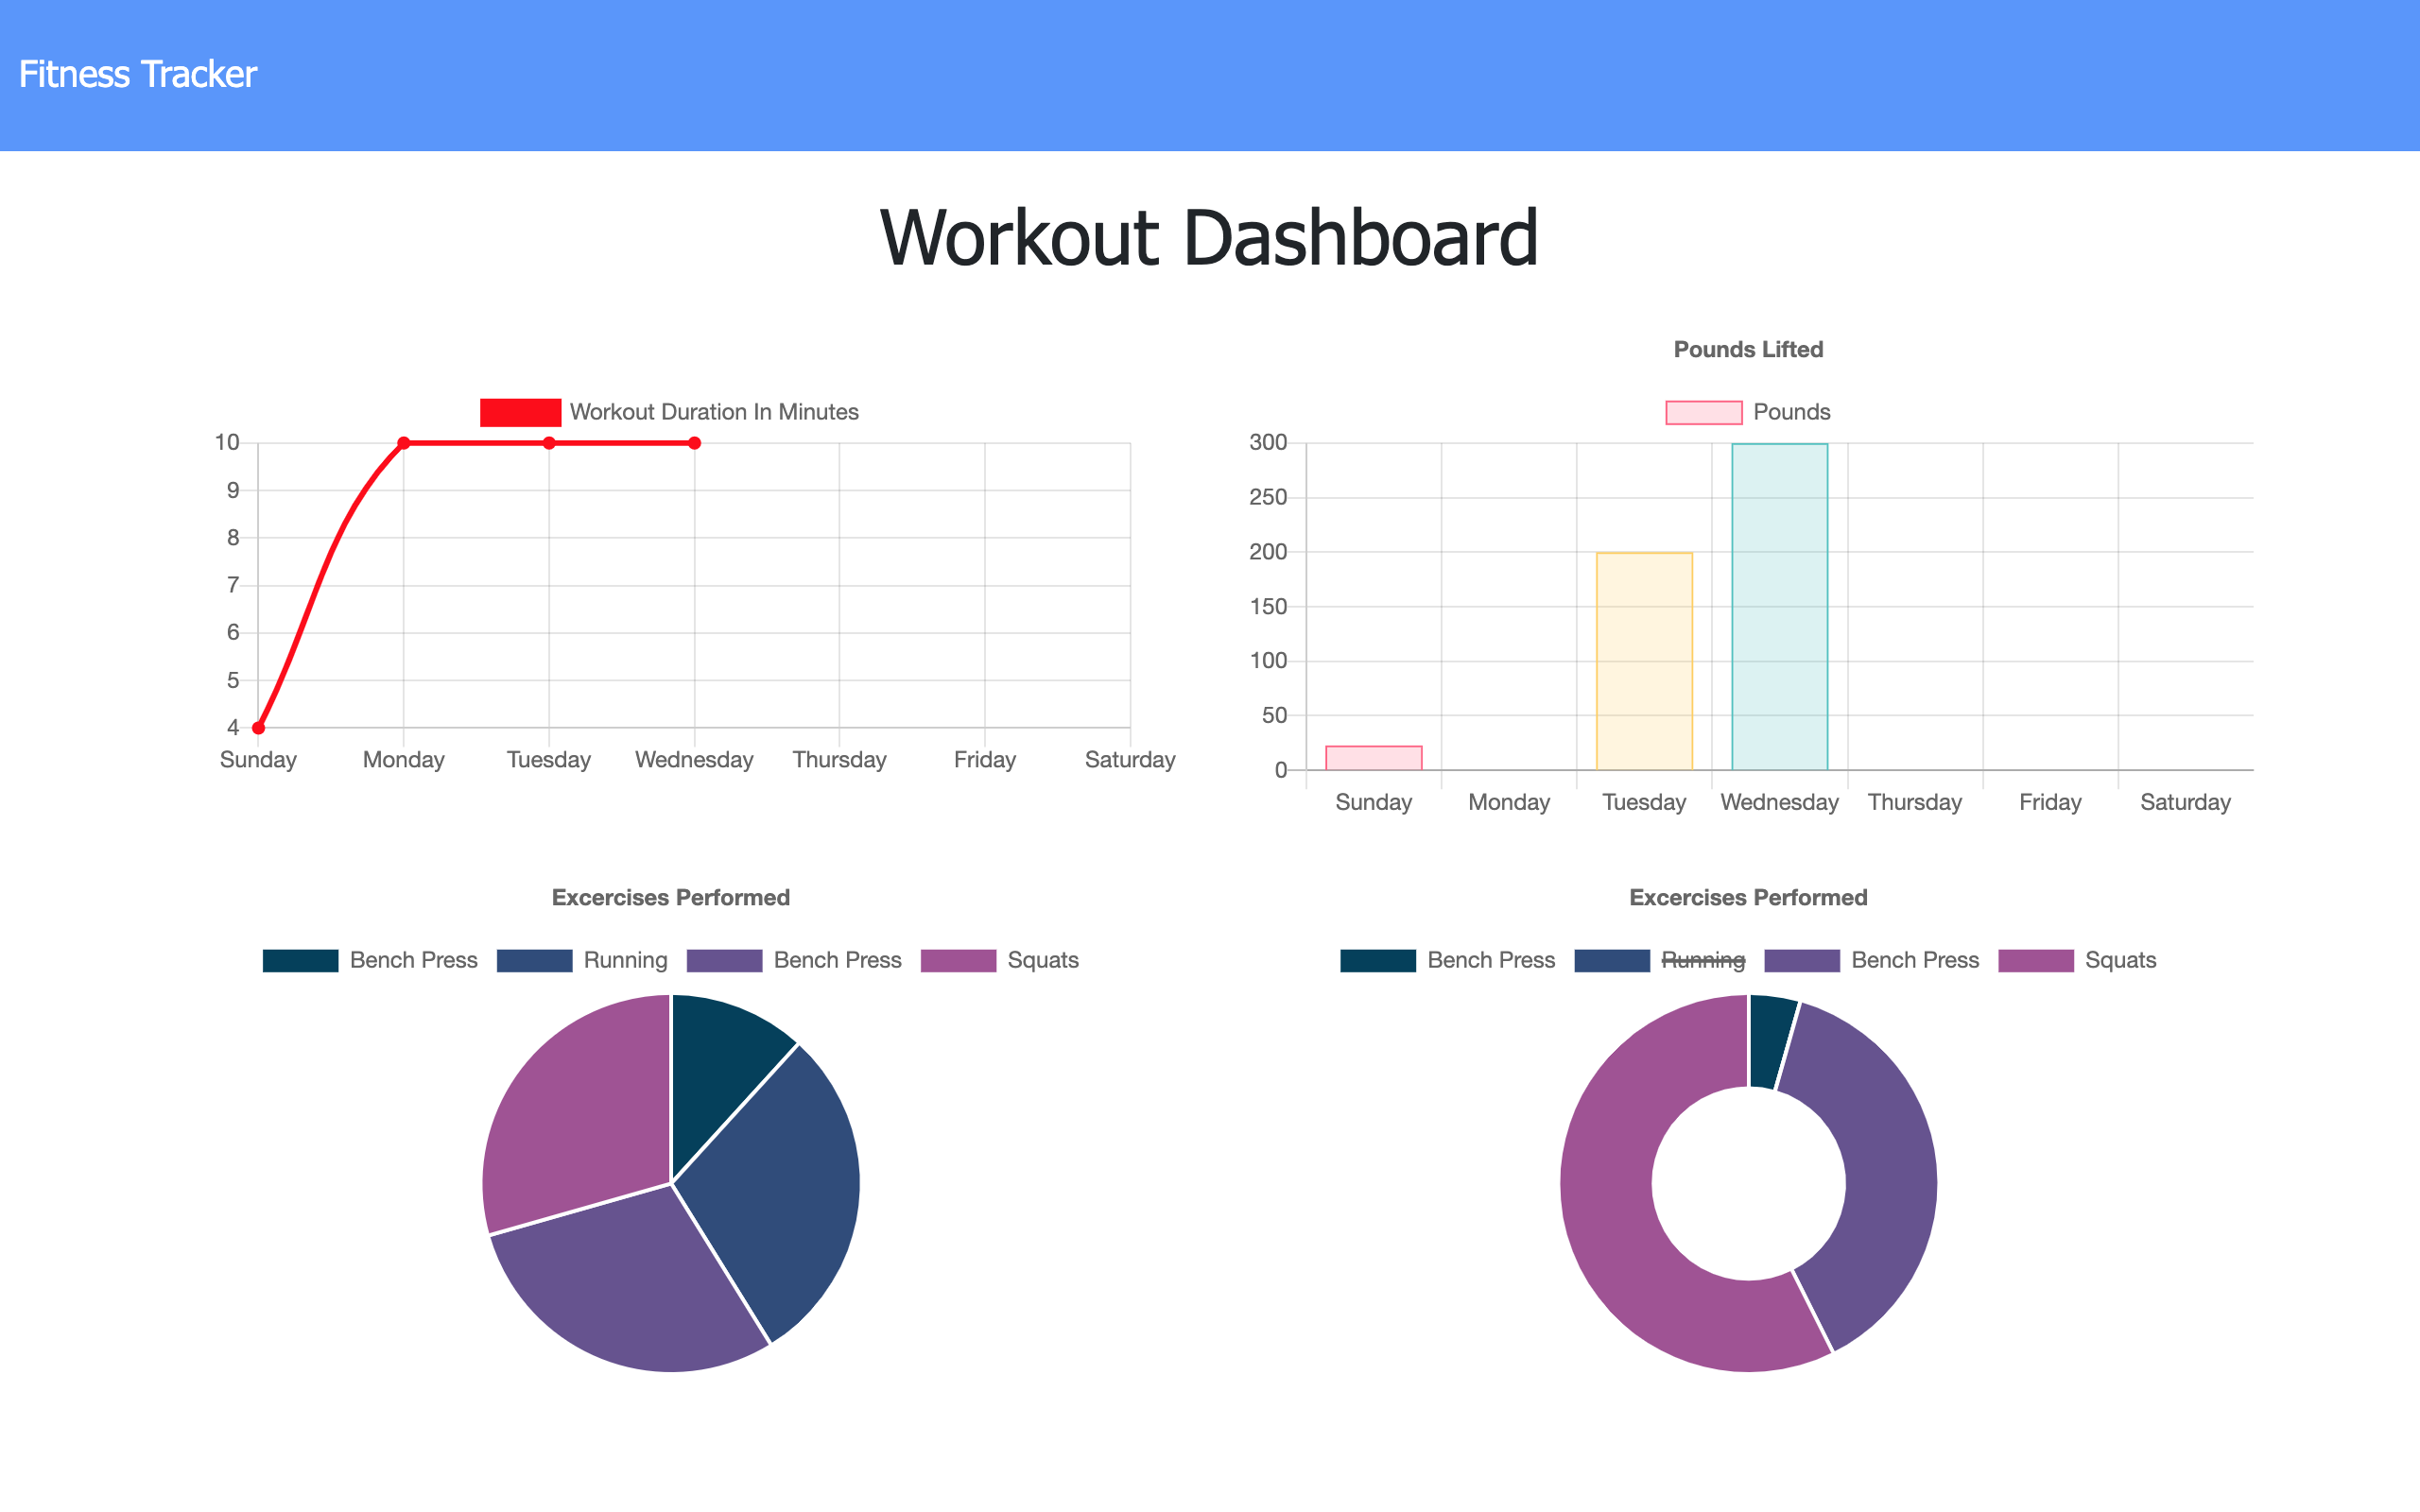 Fitness Tracker
Workout Dashboard
Workout Duration In Minutes
10
9
8
7
6
5
4
Sunday Monday Tuesday Wednesday Thursday Friday Saturday
Pounds Lifted
Pounds
300
250
200
150
100
50
0
Sunday Monday Tuesday Wednesday Thursday Friday Saturday
Excercises Performed
Bench Press Running Bench Press Squats
Excercises Performed
Bench Press Running Bench Press Squats